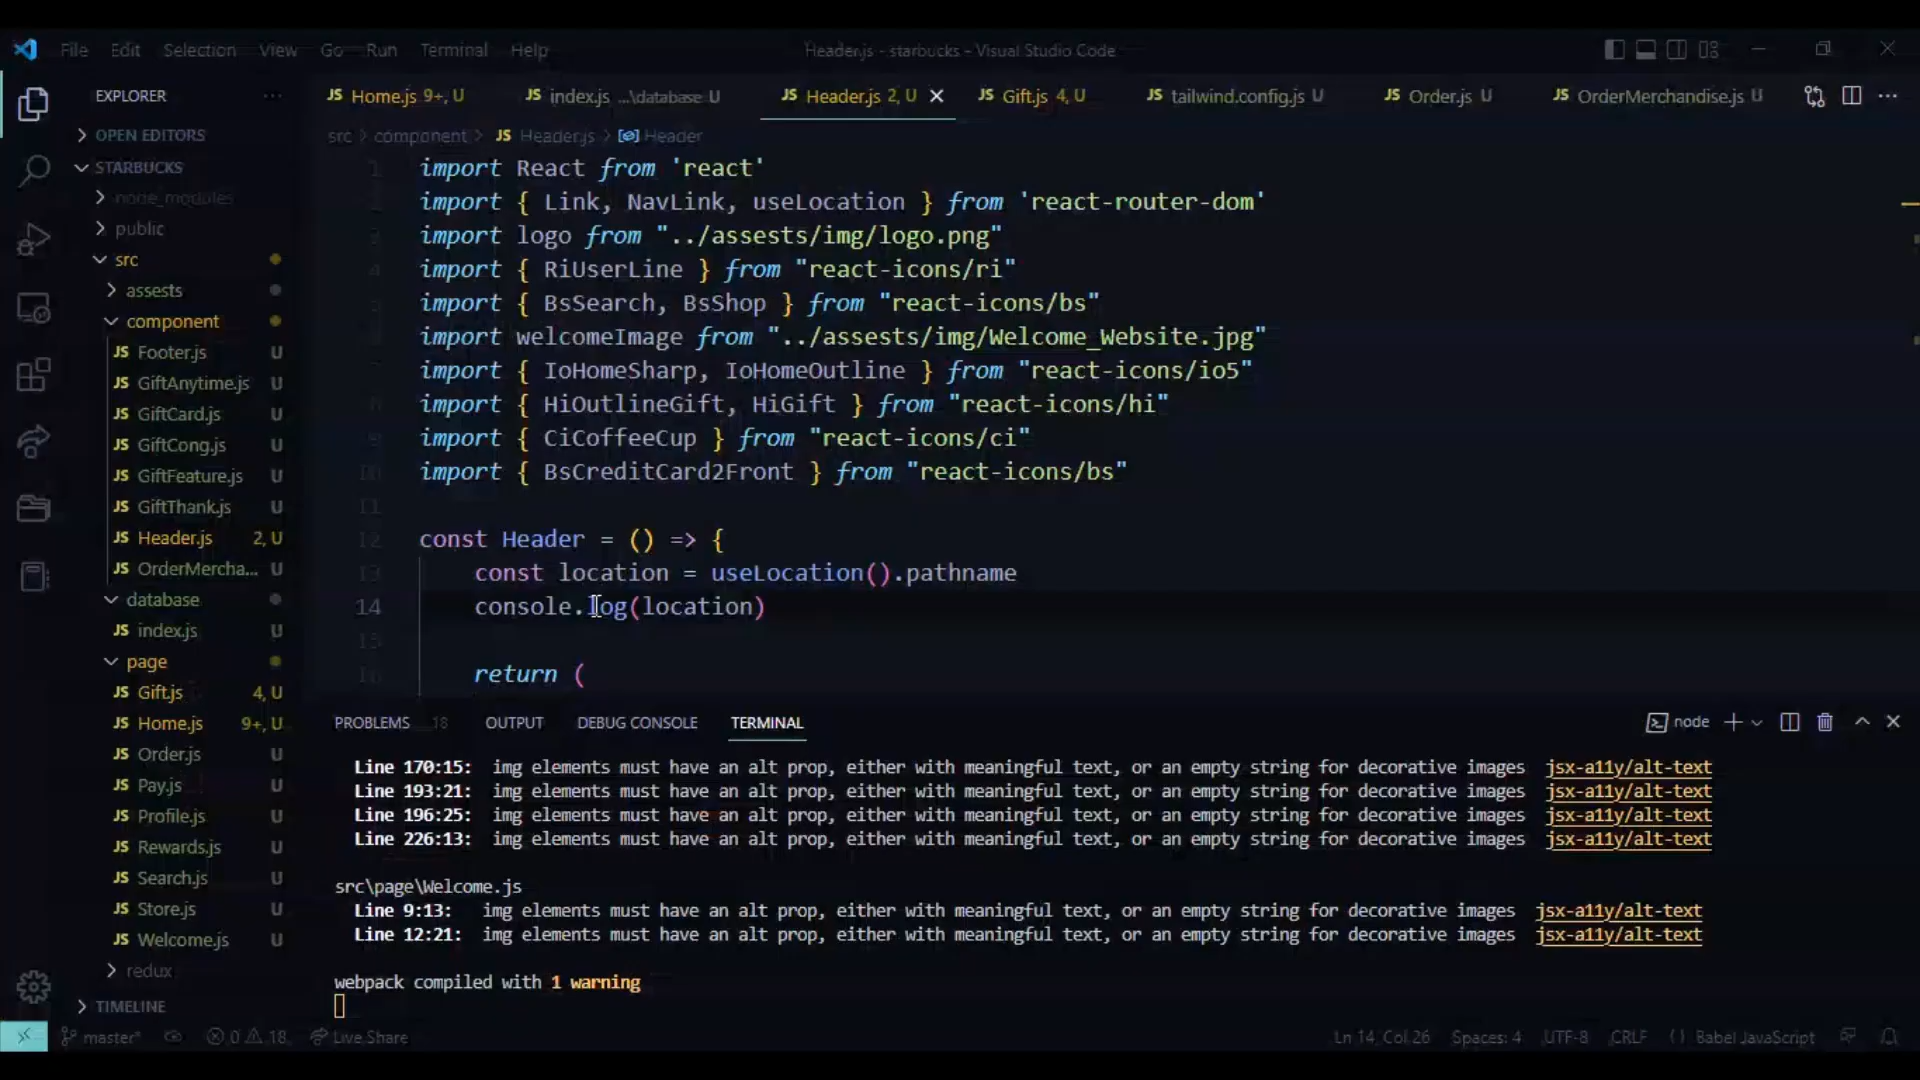 File Edit Selection View Go Run Terminal Help Header.js - starbucks - Visual Studio Code
EXPLORER
OPEN EDITORS
STARBUCKS
node_modules
public
src
assests
component
Footer.js U
GiftAnytime.js U
GiftCard.js U
GiftCong.js U
GiftFeature.js U
GiftThank.js U
Header.js 2, U
OrderMercha... U
database
index.js U
page
Gift.js 4, U
Home.js 9+, U
Order.js U
Pay.js U
Profile.js U
Rewards.js U
Search.js U
Store.js U
Welcome.js U
redux
TIMELINE
JS Home.js 9+, U JS index.js ...\database U JS Header.js 2, U JS Gift.js 4, U JS tailwind.config.js U JS Order.js U JS OrderMerchandise.js U
src > component > JS Header.js > Header
1 import React from 'react'
import { Link, NavLink, useLocation } from 'react-router-dom'
import logo from "../assests/img/logo.png"
4 import { RiUserLine } from "react-icons/ri"
import { BsSearch, BsShop } from "react-icons/bs"
import welcomeImage from "../assests/img/Welcome_Website.jpg"
import { IoHomeSharp, IoHomeOutline } from "react-icons/io5"
8 import { HiOutlineGift, HiGift } from "react-icons/hi"
9 import { CiCoffeeCup } from "react-icons/ci"
10 import { BsCreditCard2Front } from "react-icons/bs"
11
12 const Header = () => {
13 const location = useLocation().pathname
14 console.log(location)
15
16 return (
PROBLEMS 18 OUTPUT DEBUG CONSOLE TERMINAL node
Line 170:15: img elements must have an alt prop, either with meaningful text, or an empty string for decorative images jsx-a11y/alt-text
Line 193:21: img elements must have an alt prop, either with meaningful text, or an empty string for decorative images jsx-a11y/alt-text
Line 196:25: img elements must have an alt prop, either with meaningful text, or an empty string for decorative images jsx-a11y/alt-text
Line 226:13: img elements must have an alt prop, either with meaningful text, or an empty string for decorative images jsx-a11y/alt-text
src\page\Welcome.js
Line 9:13: img elements must have an alt prop, either with meaningful text, or an empty string for decorative images jsx-a11y/alt-text
Line 12:21: img elements must have an alt prop, either with meaningful text, or an empty string for decorative images jsx-a11y/alt-text
webpack compiled with 1 warning
master* 0 18 Live Share Ln 14, Col 26 Spaces: 4 UTF-8 CRLF Babel JavaScript